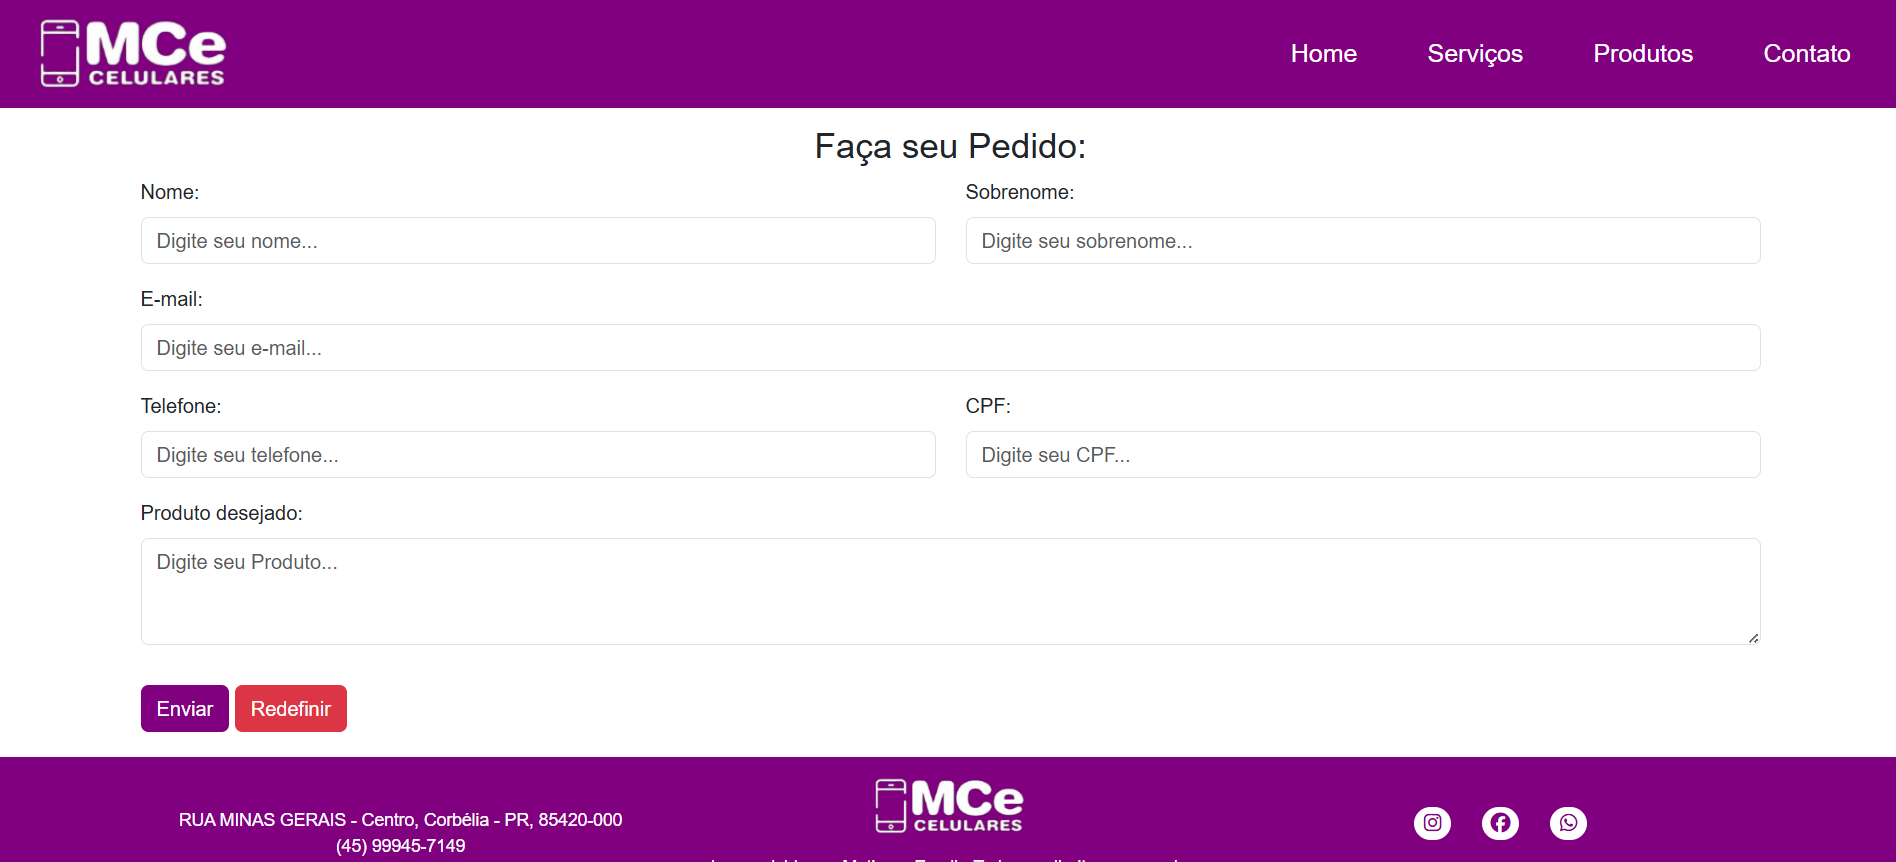 MCe
CELULARES
Home Serviços Produtos Contato
Faça seu Pedido:
Nome: Sobrenome:
Digite seu nome... Digite seu sobrenome...
E-mail:
Digite seu e-mail...
Telefone: CPF:
Digite seu telefone... Digite seu CPF...
Produto desejado:
Digite seu Produto...
Enviar Redefinir
MCe
CELULARES
RUA MINAS GERAIS - Centro, Corbélia - PR, 85420-000
(45) 99945-7149